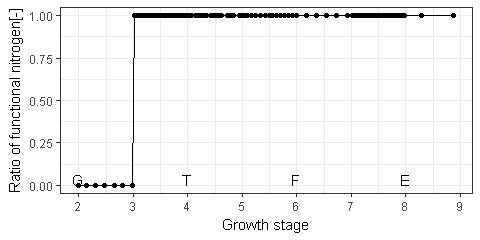 Ratio of functional nitrogen[-]
1.00
0.75
0.50
0.25
0.00
G T F E
2 3 4 5 6 7 8 9
Growth stage